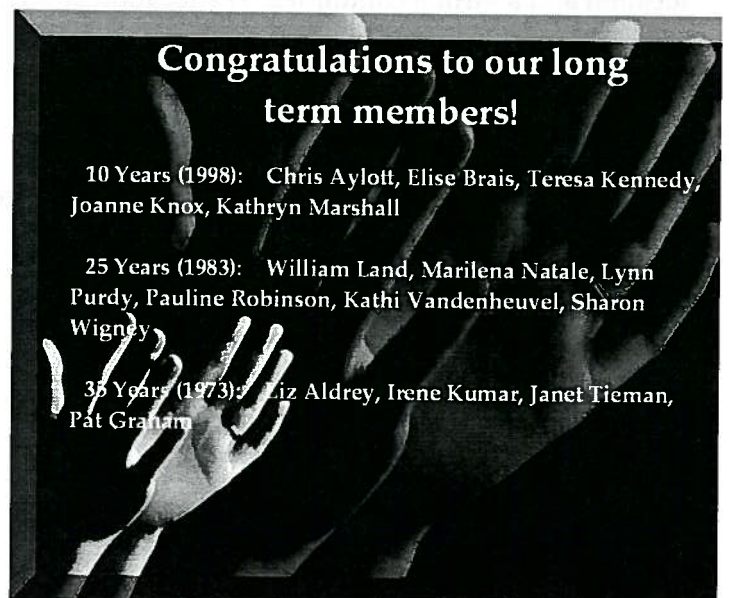 Congratulations to our long
term members!
10 Years (1998): Chris Aylott, Elise Brais, Teresa Kennedy,
Joanne Knox, Kathryn Marshall
25 Years (1983): William Land, Marilena Natale, Lynn
Purdy, Pauline Robinson, Kathi Vandenheuvel, Sharon
Wigney
35 Years (1973): Liz Aldrey, Irene Kumar, Janet Tieman,
Pat Graham